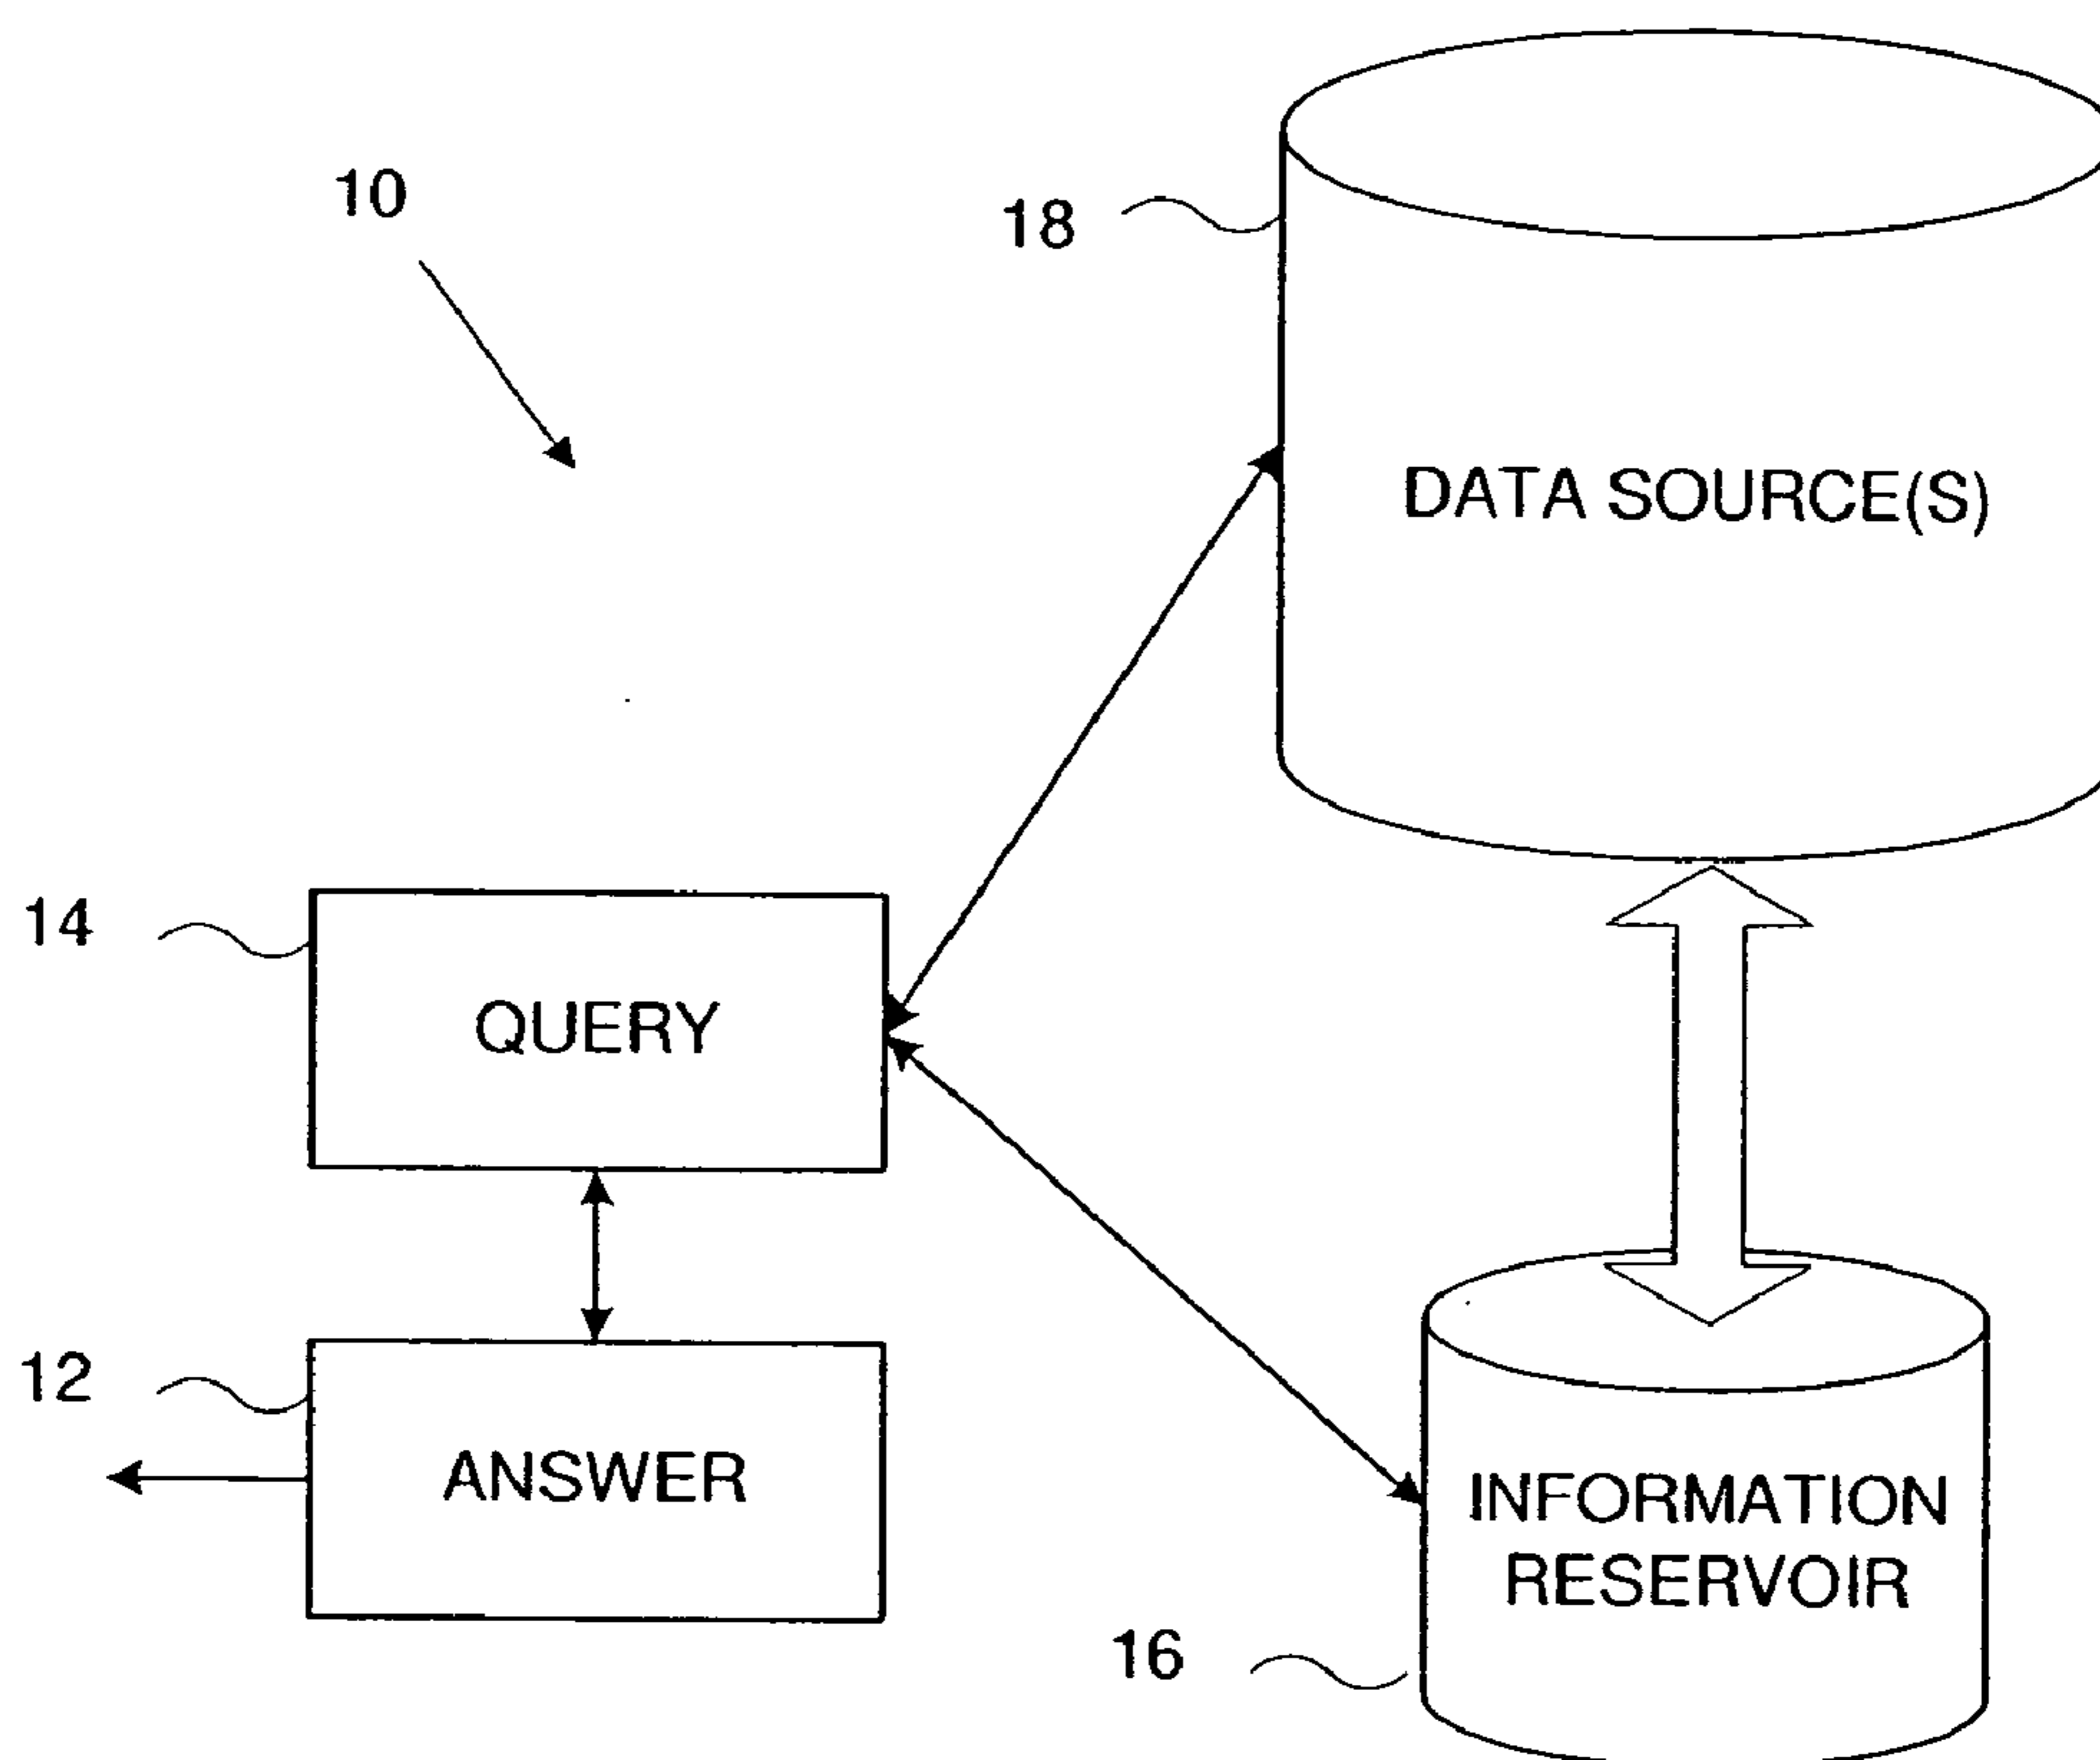 10
18
DATA SOURCE(S)
14
QUERY
12
ANSWER
INFORMATION
RESERVOIR
16